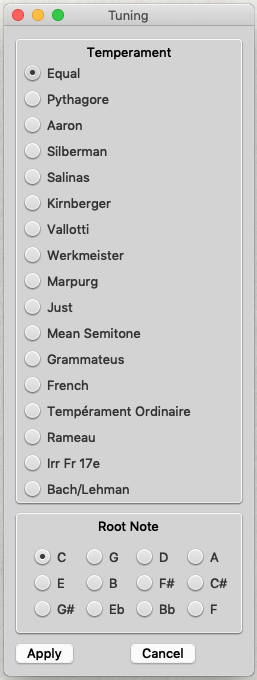 Tuning
Temperament
Equal
Pythagore
Aaron
Silberman
Salinas
Kirnberger
Vallotti
Werkmeister
Marpurg
Just
Mean Semitone
Grammateus
French
Tempérament Ordinaire
Rameau
Irr Fr 17e
Bach/Lehman
Root Note
C G D A
E B F# C#
G# Eb Bb F
Apply Cancel